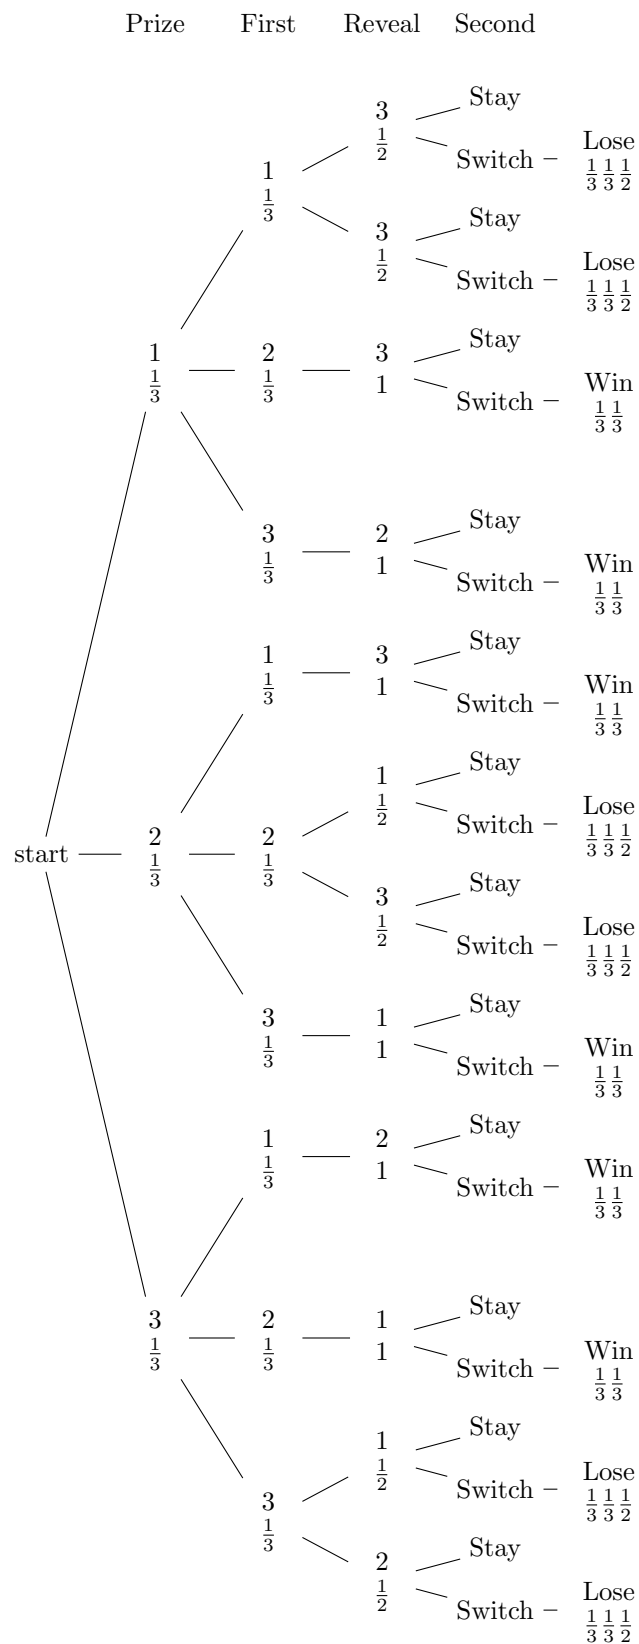 Prize First Reveal Second
Stay
3
1/2
Lose
Switch
1/3 1/3 1/2
1
1/3
Stay
3
1/2
Lose
Switch
1/3 1/3 1/2
Stay
1
1/3
2
1/3
3
1
Win
Switch
1/3 1/3
Stay
3
1/3
2
1
Win
Switch
1/3 1/3
Stay
1
1/3
3
1
Win
Switch
1/3 1/3
Stay
1
1/2
Lose
Switch
1/3 1/3 1/2
start
2
1/3
2
1/3
Stay
3
1/2
Lose
Switch
1/3 1/3 1/2
Stay
3
1/3
1
1
Win
Switch
1/3 1/3
Stay
1
1/3
2
1
Win
Switch
1/3 1/3
Stay
3
1/3
2
1/3
1
1
Win
Switch
1/3 1/3
Stay
1
1/2
Lose
Switch
1/3 1/3 1/2
3
1/3
Stay
2
1/2
Lose
Switch
1/3 1/3 1/2